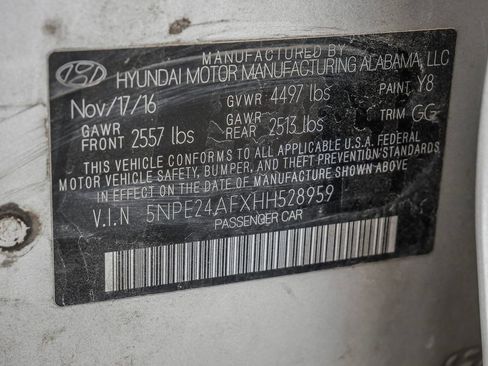 MANUFACTURED BY
HYUNDAI MOTOR MANUFACTURING ALABAMA, LLC
Nov/17/16 GVWR 4497 lbs PAINT Y8
GAWR FRONT 2557 lbs GAWR REAR 2513 lbs TRIM GG
THIS VEHICLE CONFORMS TO ALL APPLICABLE U.S.A. FEDERAL
MOTOR VEHICLE SAFETY, BUMPER, AND THEFT PREVENTION STANDARDS
IN EFFECT ON THE DATE OF MANUFACTURE SHOWN ABOVE.
V.I.N 5NPE24AFXHH528959
PASSENGER CAR